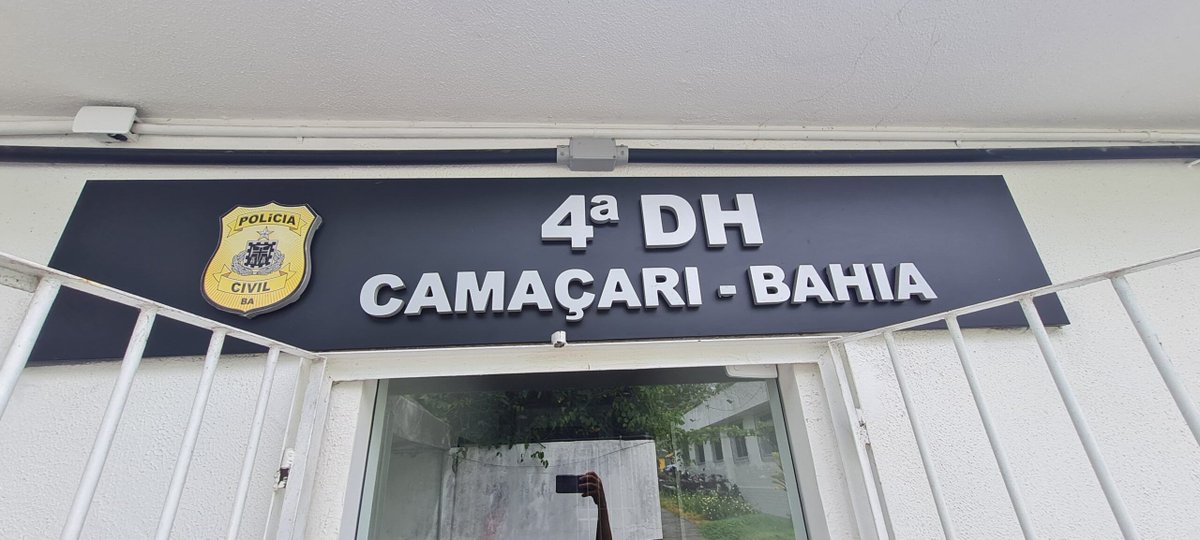 POLÍCIA
CIVIL
BA
4ª DH
CAMAÇARI - BAHIA